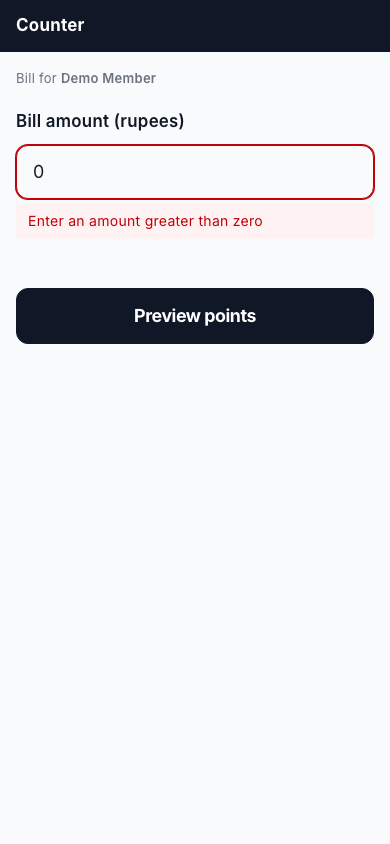 Counter
Bill for Demo Member
Bill amount (rupees)
0
Enter an amount greater than zero
Preview points